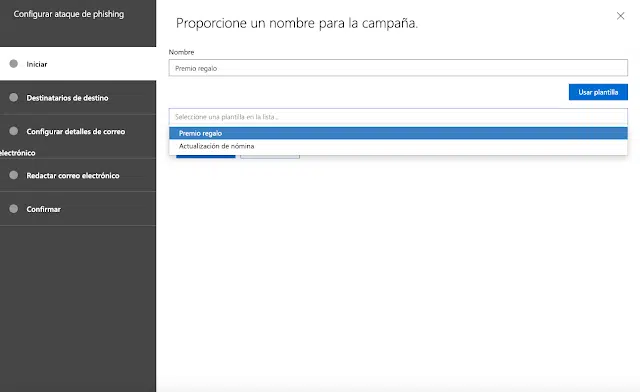 Configurar ataque de phishing
Proporcione un nombre para la campaña.
Iniciar
Destinatarios de destino
Configurar detalles de correo
electrónico
Redactar correo electrónico
Confirmar
Nombre
Premio regalo
Usar plantilla
Seleccione una plantilla en la lista...
Premio regalo
Actualización de nómina